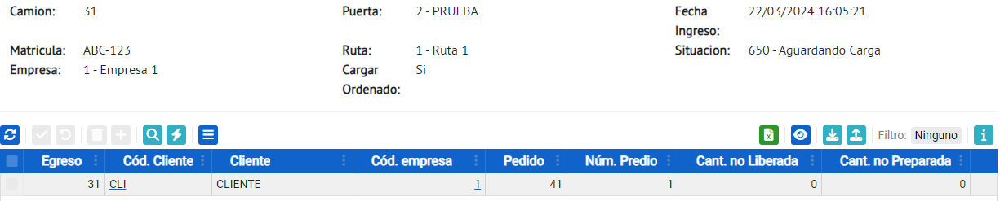 Camion: 31 Puerta: 2 - PRUEBA Fecha Ingreso: 22/03/2024 16:05:21
Matricula: ABC-123 Ruta: 1 - Ruta 1 Situacion: 650 - Aguardando Carga
Empresa: 1 - Empresa 1 Cargar Ordenado: Si
Filtro: Ninguno
Egreso Cód. Cliente Cliente Cód. empresa Pedido Núm. Predio Cant. no Liberada Cant. no Preparada
31 CLI CLIENTE 1 41 1 0 0